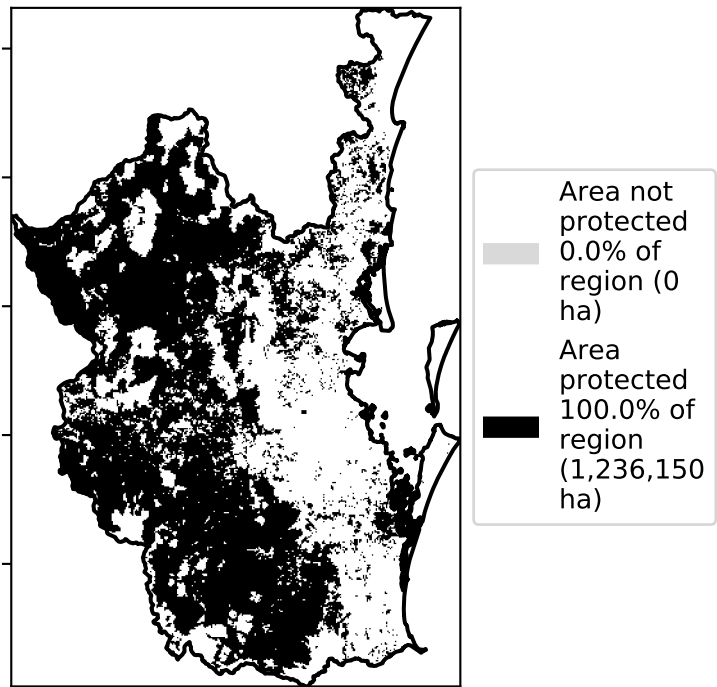 Area not
protected
0.0% of
region (0
ha)
Area
protected
100.0% of
region
(1,236,150
ha)